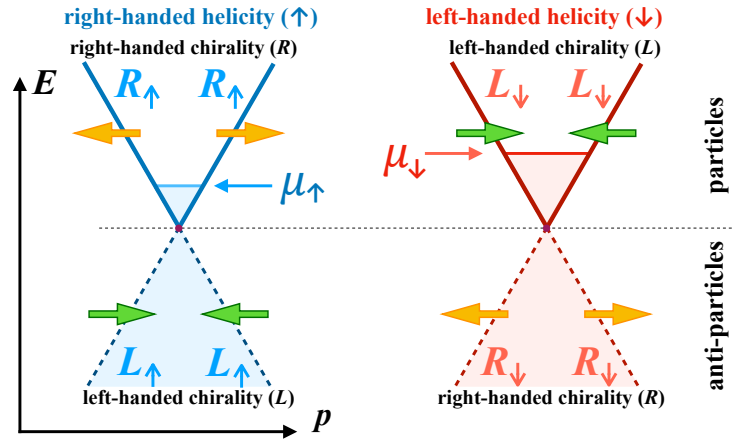 right-handed helicity (↑)
left-handed helicity (↓)
right-handed chirality (R)
left-handed chirality (L)
E
R↑ R↑
L↓ L↓
particles
μ↑
μ↓
anti-particles
L↑ L↑
R↓ R↓
left-handed chirality (L)
right-handed chirality (R)
p